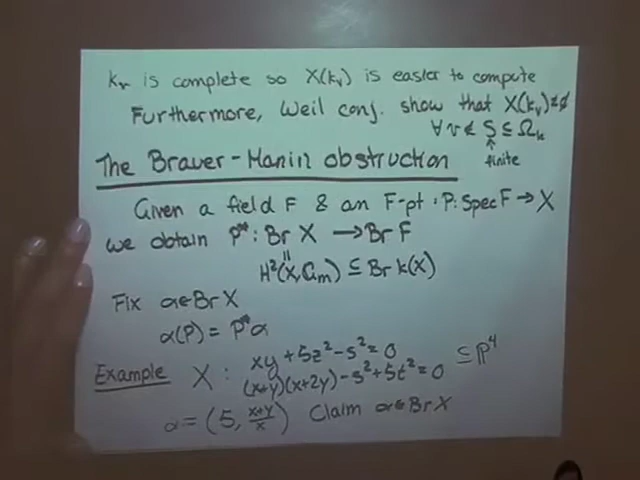 k_v is complete so X(k_v) is easier to compute
Furthermore, Weil conj. show that X(k_v)≠∅
∀ v ∉ S ⊆ Ω_k
↑
finite
The Brauer-Manin obstruction
Given a field F & an F-pt · P: Spec F → X
we obtain P*: Br X → Br F
"
H²(X, G_m) ⊆ Br k(X)
Fix α∈Br X
α(P) = P*α
Example X: xy + 5z² - s² = 0 ⊆ P⁴
(x+y)(x+2y) - s² + 5t² = 0
α = (5, (x+y)/x) Claim α∈Br X